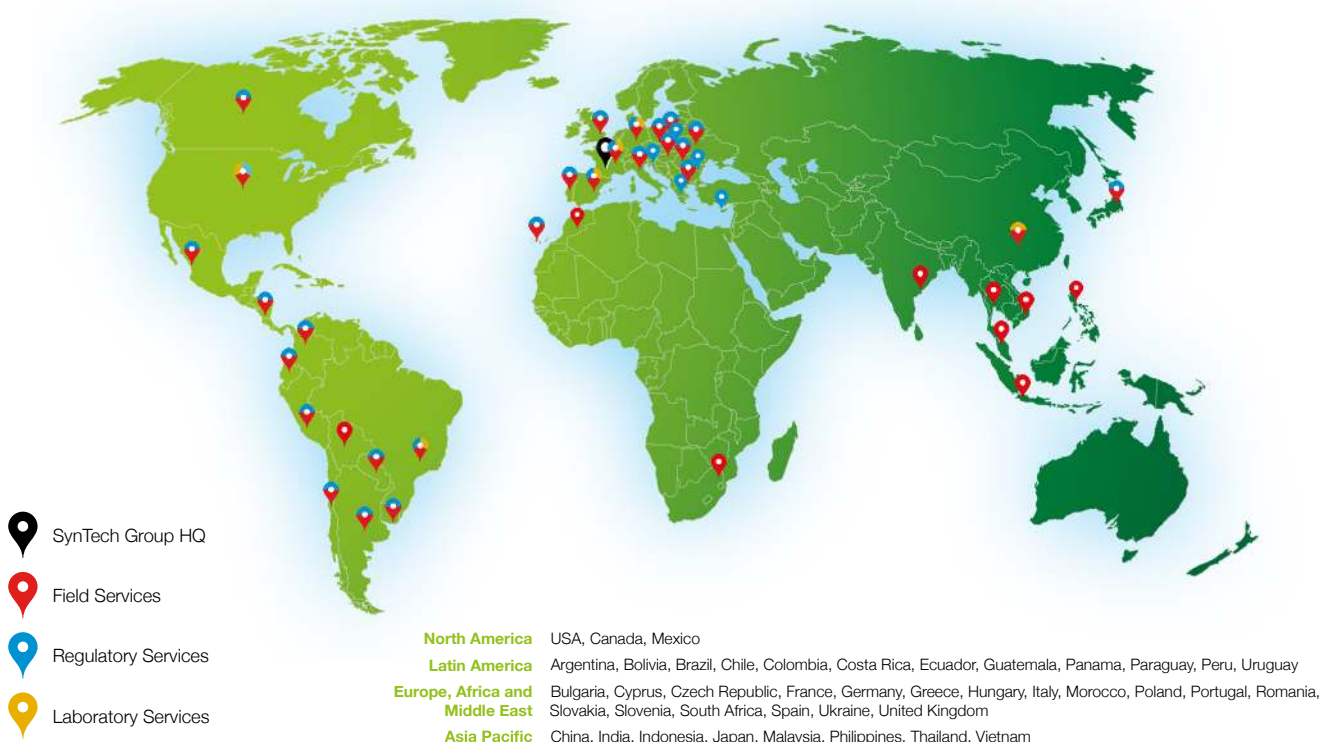 SynTech Group HQ
Field Services
Regulatory Services
Laboratory Services
North America USA, Canada, Mexico
Latin America Argentina, Bolivia, Brazil, Chile, Colombia, Costa Rica, Ecuador, Guatemala, Panama, Paraguay, Peru, Uruguay
Europe, Africa and Bulgaria, Cyprus, Czech Republic, France, Germany, Greece, Hungary, Italy, Morocco, Poland, Portugal, Romania,
Middle East Slovakia, Slovenia, South Africa, Spain, Ukraine, United Kingdom
Asia Pacific China, India, Indonesia, Japan, Malaysia, Philippines, Thailand, Vietnam